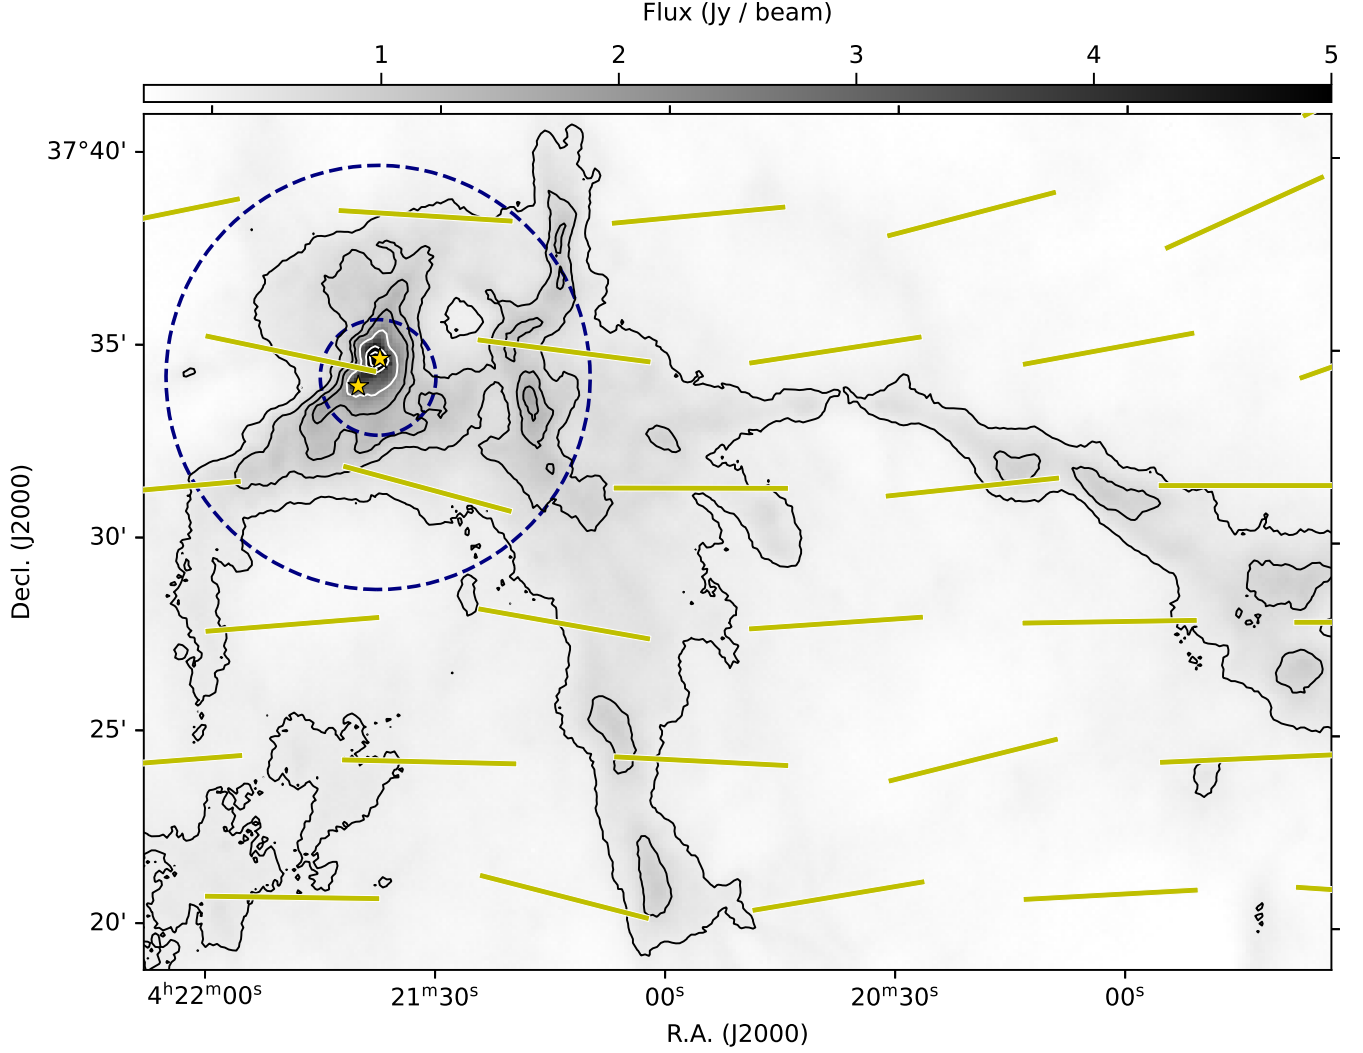 Flux (Jy / beam)
1 2 3 4 5
37°40'
35'
30'
25'
20'
Decl. (J2000)
4ʰ22ᵐ00ˢ 21ᵐ30ˢ 00ˢ 20ᵐ30ˢ 00ˢ
R.A. (J2000)